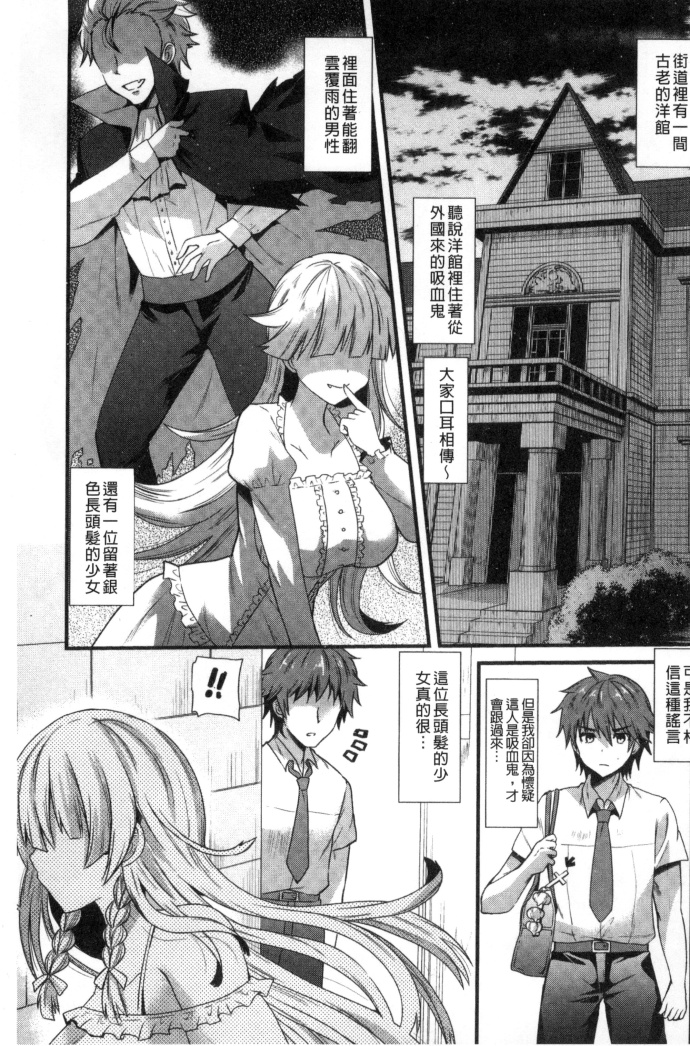 街道裡有一間
古老的洋館
聽說洋館裡住著從
外國來的吸血鬼
大家口耳相傳～
裡面住著能翻
雲覆雨的男性
還有一位留著銀
色長頭髮的少女
信這種謠言
但是我卻因為懷疑
這人是吸血鬼，才
會跟過來…
這位長頭髮的少
女真的很…
!!